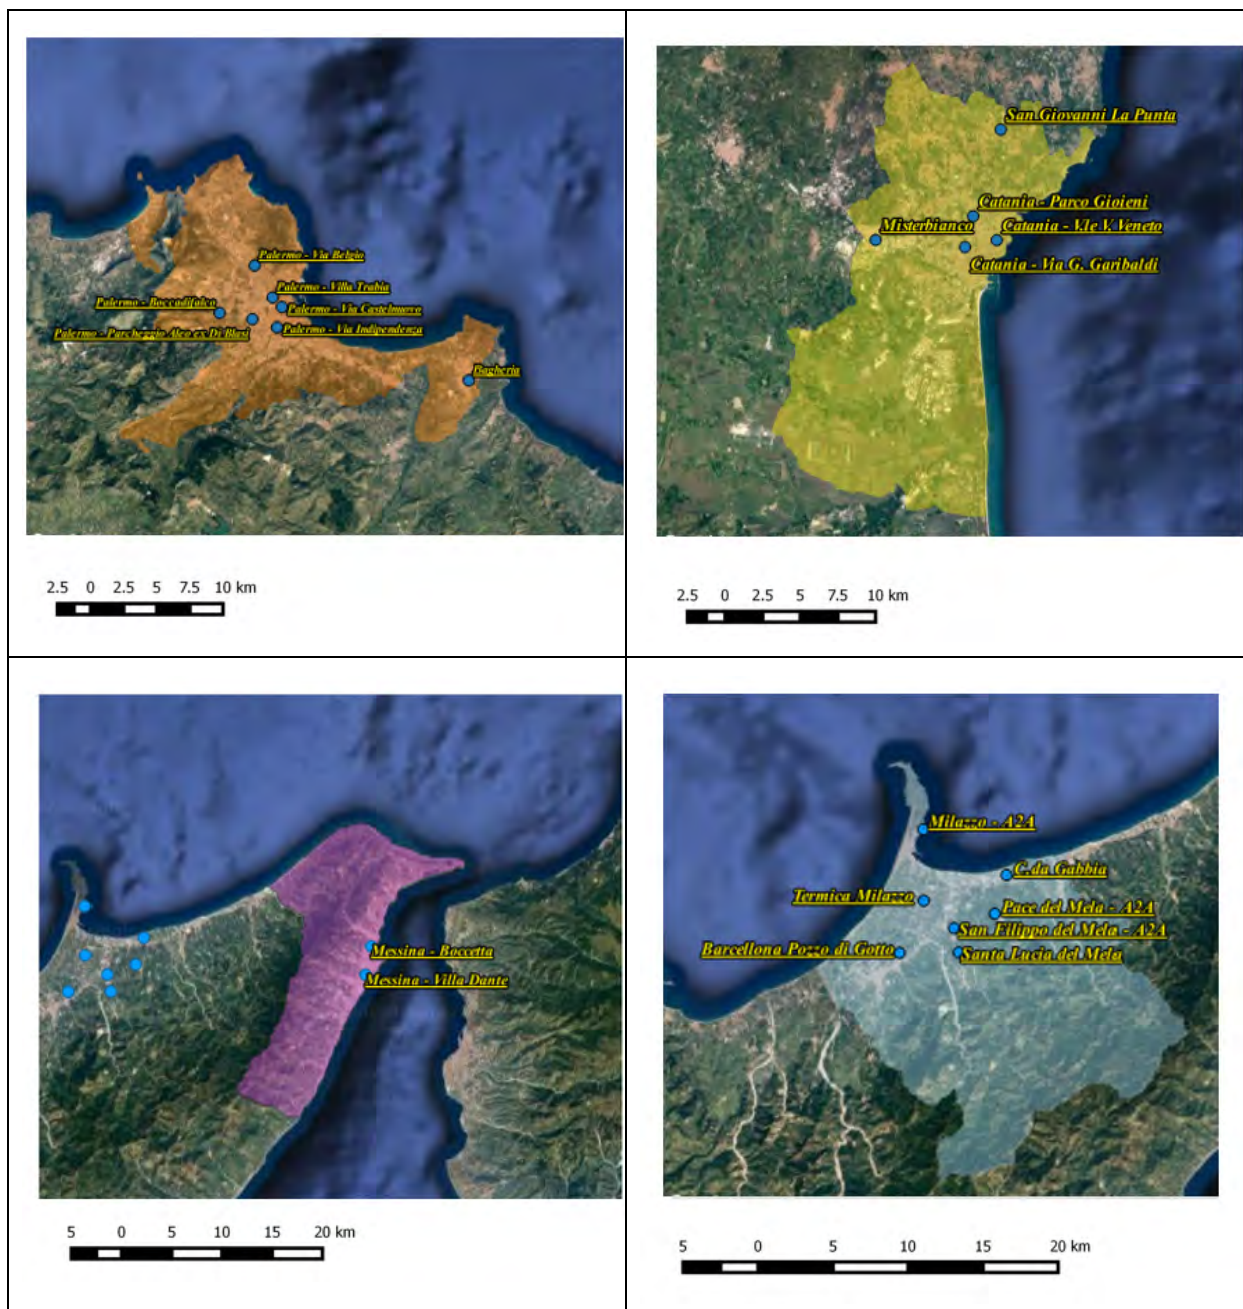 Palermo - Via Belgio
Palermo - Villa Trabia
Palermo - Boccadifalco
Palermo - Via Castelnuovo
Palermo - Parcheggio Alco ex Di Blasi
Palermo - Via Indipendenza
Bagheria
2.5 0 2.5 5 7.5 10 km
San Giovanni La Punta
Catania - Parco Gioieni
Misterbianco
Catania - V.le V. Veneto
Catania - Via G. Garibaldi
2.5 0 2.5 5 7.5 10 km
Messina - Boccetta
Messina - Villa Dante
5 0 5 10 15 20 km
Milazzo - A2A
C.da Gabbia
Termica Milazzo
Pace del Mela - A2A
San Filippo del Mela - A2A
Barcellona Pozzo di Gotto
Santa Lucia del Mela
5 0 5 10 15 20 km